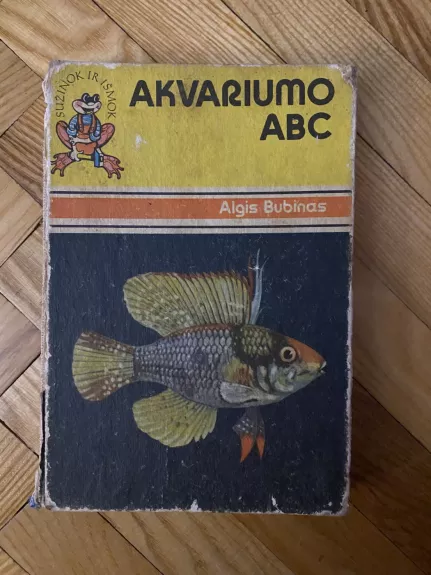 SUŽINOK IR IŠMOK
AKVARIUMO
ABC
Algis Bubinas